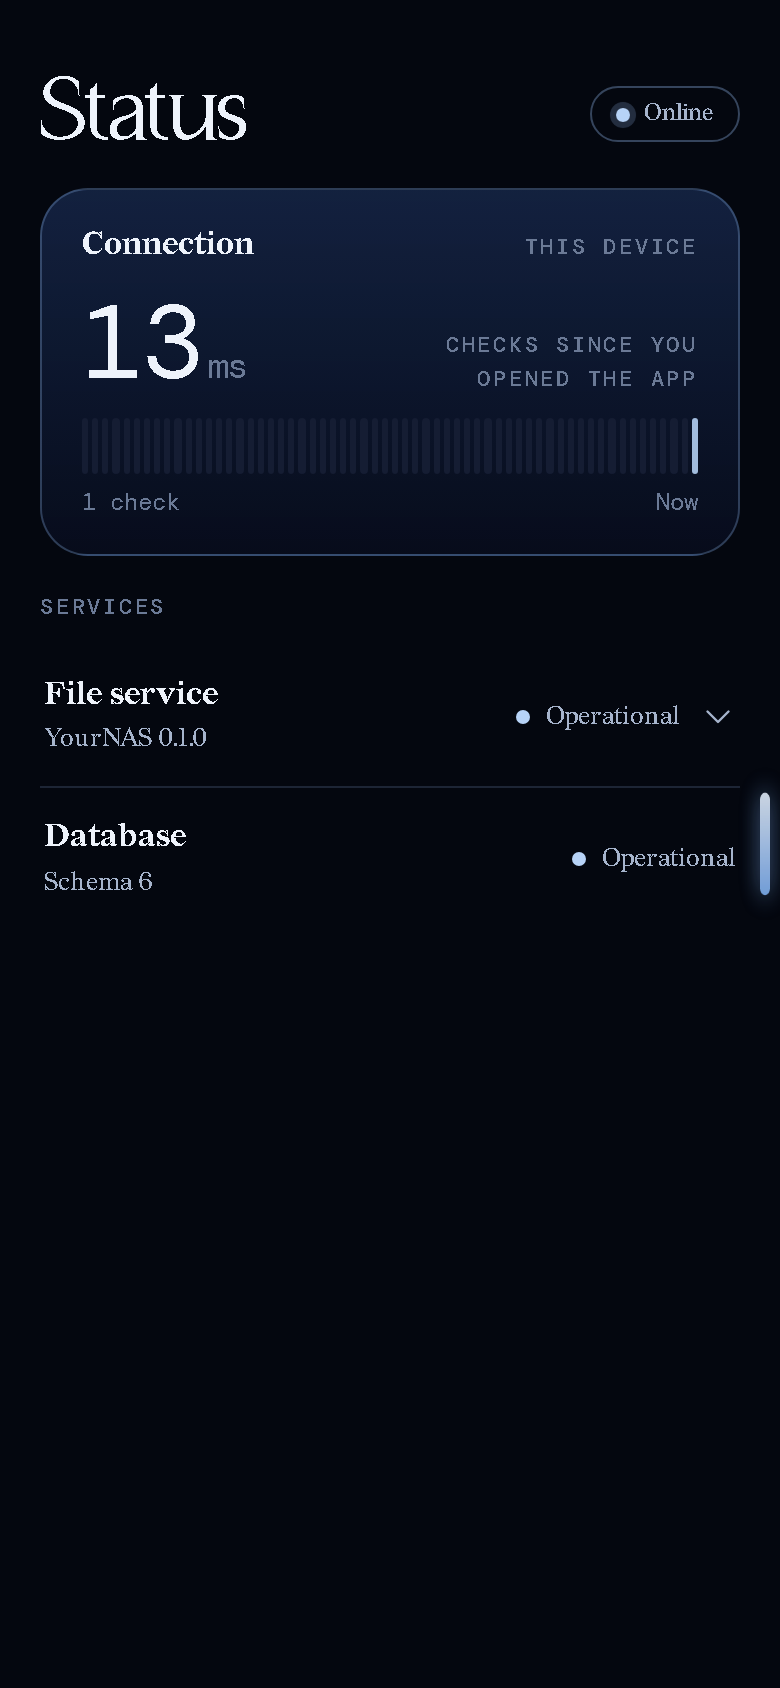 Status
Online
Connection
THIS DEVICE
13 ms
CHECKS SINCE YOU
OPENED THE APP
1 check
Now
SERVICES
File service
YourNAS 0.1.0
Operational
Database
Schema 6
Operational